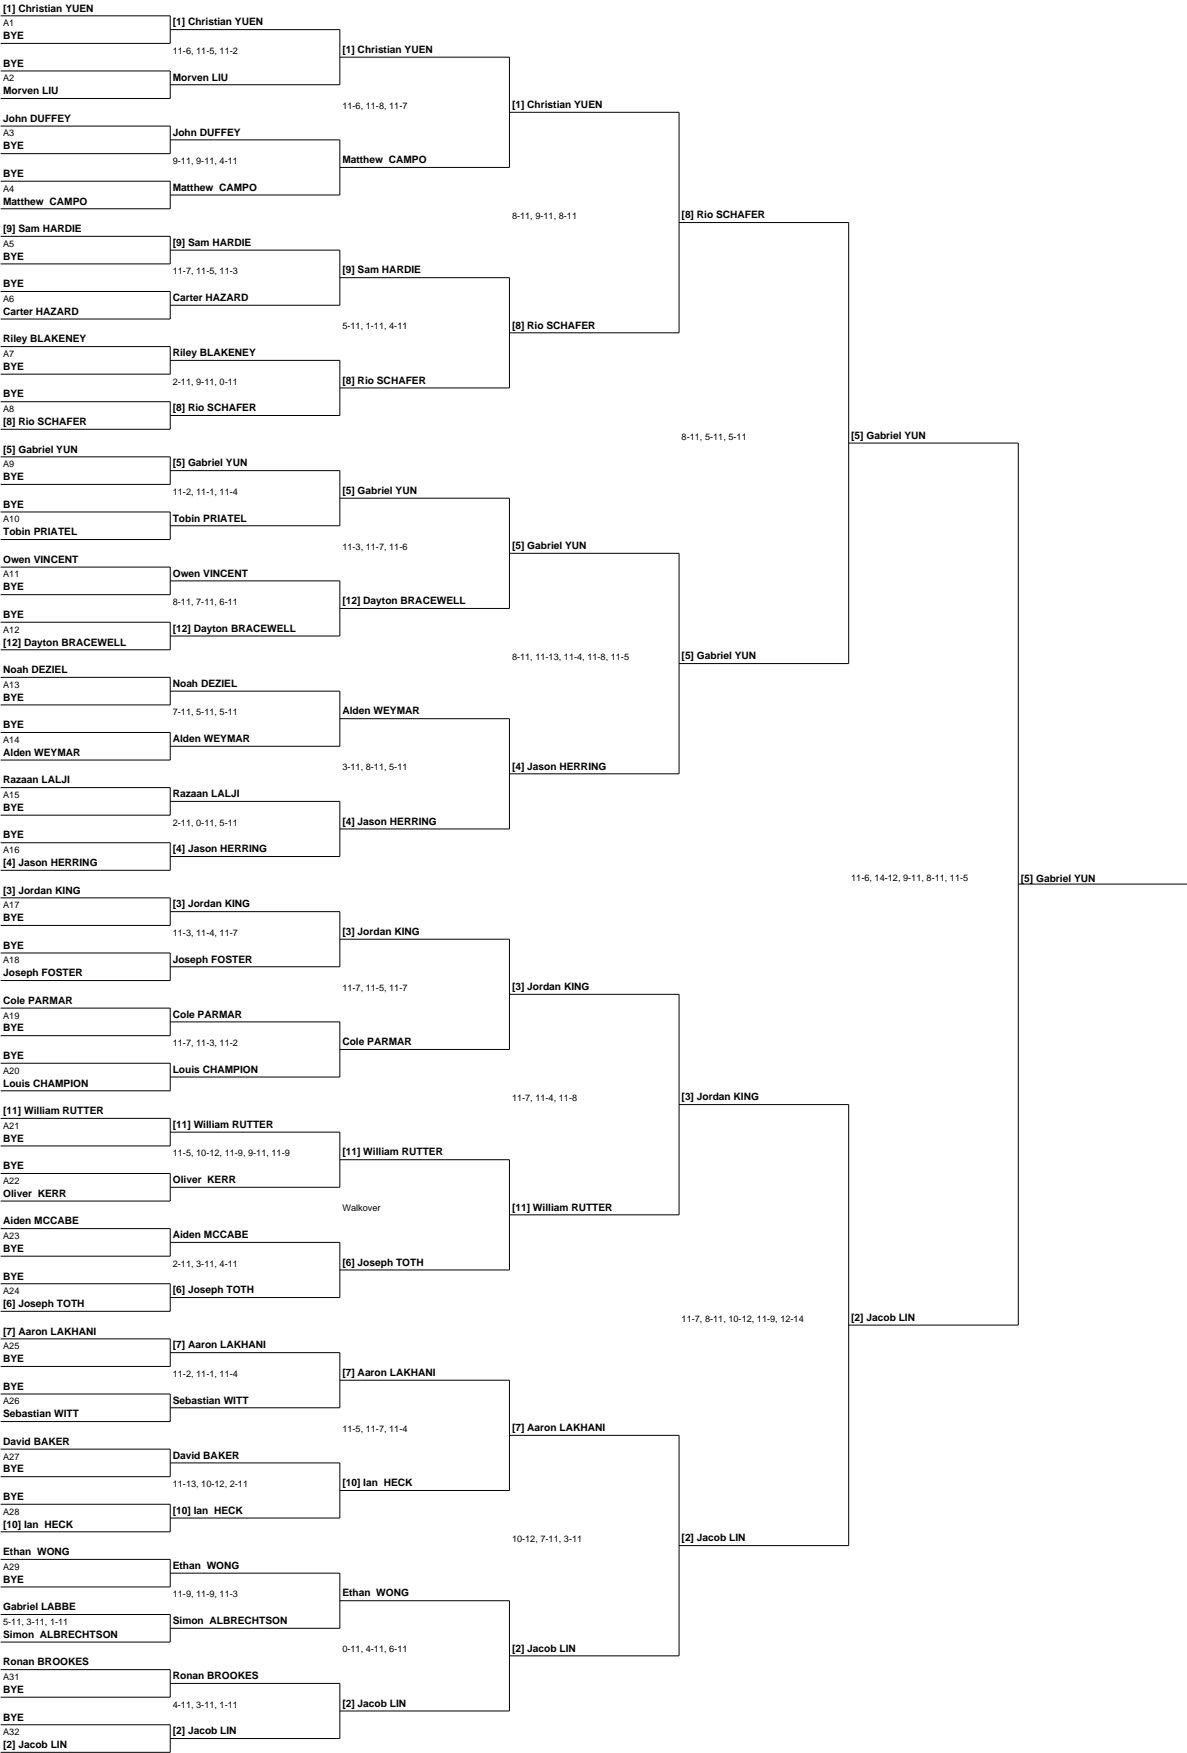 [1] Christian YUEN
A1
BYE
BYE
A2
Morven LIU
John DUFFEY
A3
BYE
BYE
A4
Matthew  CAMPO
[9] Sam HARDIE
A5
BYE
BYE
A6
Carter HAZARD
Riley BLAKENEY
A7
BYE
BYE
A8
[8] Rio SCHAFER
[5] Gabriel YUN
A9
BYE
BYE
A10
Tobin PRIATEL
Owen VINCENT
A11
BYE
BYE
A12
[12] Dayton BRACEWELL
Noah DEZIEL
A13
BYE
BYE
A14
Alden WEYMAR
Razaan LALJI
A15
BYE
BYE
A16
[4] Jason HERRING
[3] Jordan KING
A17
BYE
BYE
A18
Joseph FOSTER
Cole PARMAR
A19
BYE
BYE
A20
Louis CHAMPION
[11] William RUTTER
A21
BYE
BYE
A22
Oliver  KERR
Aiden MCCABE
A23
BYE
BYE
A24
[6] Joseph TOTH
[7] Aaron LAKHANI
A25
BYE
BYE
A26
Sebastian WITT
David BAKER
A27
BYE
BYE
A28
[10] Ian  HECK
Ethan  WONG
A29
BYE
Gabriel LABBE
5-11, 3-11, 1-11
Simon  ALBRECHTSON
Ronan BROOKES
A31
BYE
BYE
A32
[2] Jacob LIN
[1] Christian YUEN
11-6, 11-5, 11-2
Morven LIU
John DUFFEY
9-11, 9-11, 4-11
Matthew  CAMPO
[9] Sam HARDIE
11-7, 11-5, 11-3
Carter HAZARD
Riley BLAKENEY
2-11, 9-11, 0-11
[8] Rio SCHAFER
[5] Gabriel YUN
11-2, 11-1, 11-4
Tobin PRIATEL
Owen VINCENT
8-11, 7-11, 6-11
[12] Dayton BRACEWELL
Noah DEZIEL
7-11, 5-11, 5-11
Alden WEYMAR
Razaan LALJI
2-11, 0-11, 5-11
[4] Jason HERRING
[3] Jordan KING
11-3, 11-4, 11-7
Joseph FOSTER
Cole PARMAR
11-7, 11-3, 11-2
Louis CHAMPION
[11] William RUTTER
11-5, 10-12, 11-9, 9-11, 11-9
Oliver  KERR
Aiden MCCABE
2-11, 3-11, 4-11
[6] Joseph TOTH
[7] Aaron LAKHANI
11-2, 11-1, 11-4
Sebastian WITT
David BAKER
11-13, 10-12, 2-11
[10] Ian  HECK
Ethan  WONG
11-9, 11-9, 11-3
Simon  ALBRECHTSON
Ronan BROOKES
4-11, 3-11, 1-11
[2] Jacob LIN
[1] Christian YUEN
11-6, 11-8, 11-7
Matthew  CAMPO
[9] Sam HARDIE
5-11, 1-11, 4-11
[8] Rio SCHAFER
[5] Gabriel YUN
11-3, 11-7, 11-6
[12] Dayton BRACEWELL
Alden WEYMAR
3-11, 8-11, 5-11
[4] Jason HERRING
[3] Jordan KING
11-7, 11-5, 11-7
Cole PARMAR
[11] William RUTTER
Walkover
[6] Joseph TOTH
[7] Aaron LAKHANI
11-5, 11-7, 11-4
[10] Ian  HECK
Ethan  WONG
0-11, 4-11, 6-11
[2] Jacob LIN
[1] Christian YUEN
8-11, 9-11, 8-11
[8] Rio SCHAFER
[5] Gabriel YUN
8-11, 11-13, 11-4, 11-8, 11-5
[4] Jason HERRING
[3] Jordan KING
11-7, 11-4, 11-8
[11] William RUTTER
[7] Aaron LAKHANI
10-12, 7-11, 3-11
[2] Jacob LIN
[8] Rio SCHAFER
8-11, 5-11, 5-11
[5] Gabriel YUN
[3] Jordan KING
11-7, 8-11, 10-12, 11-9, 12-14
[2] Jacob LIN
[5] Gabriel YUN
11-6, 14-12, 9-11, 8-11, 11-5
[2] Jacob LIN
[5] Gabriel YUN